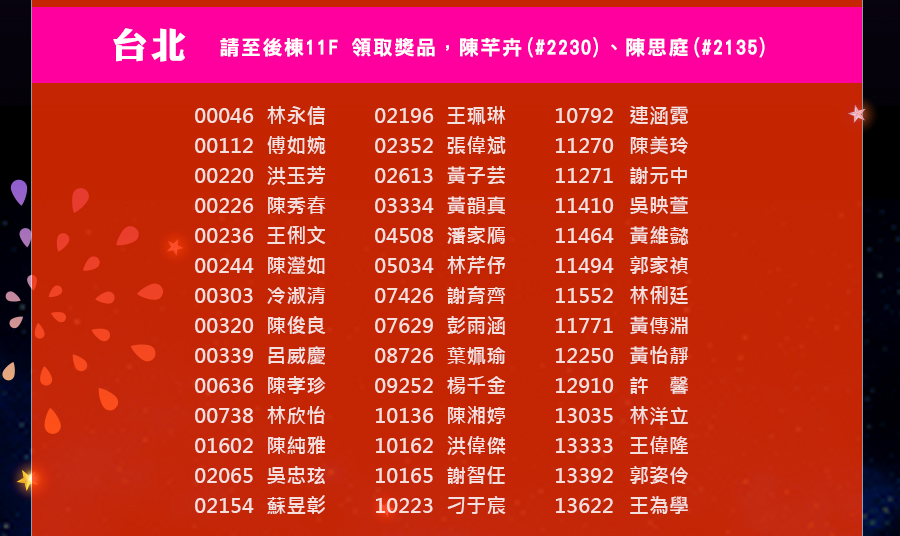 台北 請至後棟11F 領取獎品，陳芊卉(#2230)、陳思庭(#2135)
00046 林永信 02196 王珮琳 10792 連涵霓
00112 傅如婉 02352 張偉斌 11270 陳美玲
00220 洪玉芳 02613 黃子芸 11271 謝元中
00226 陳秀春 03334 黃韻真 11410 吳映萱
00236 王俐文 04508 潘家鳭 11464 黃維懿
00244 陳瀅如 05034 林芹伃 11494 郭家禎
00303 冷淑清 07426 謝育齊 11552 林俐廷
00320 陳俊良 07629 彭雨涵 11771 黃傳淵
00339 呂威慶 08726 葉姵瑜 12250 黃怡靜
00636 陳孝珍 09252 楊千金 12910 許　馨
00738 林欣怡 10136 陳湘婷 13035 林洋立
01602 陳純雅 10162 洪偉傑 13333 王偉隆
02065 吳忠玹 10165 謝智任 13392 郭姿伶
02154 蘇昱彰 10223 刁于宸 13622 王為學